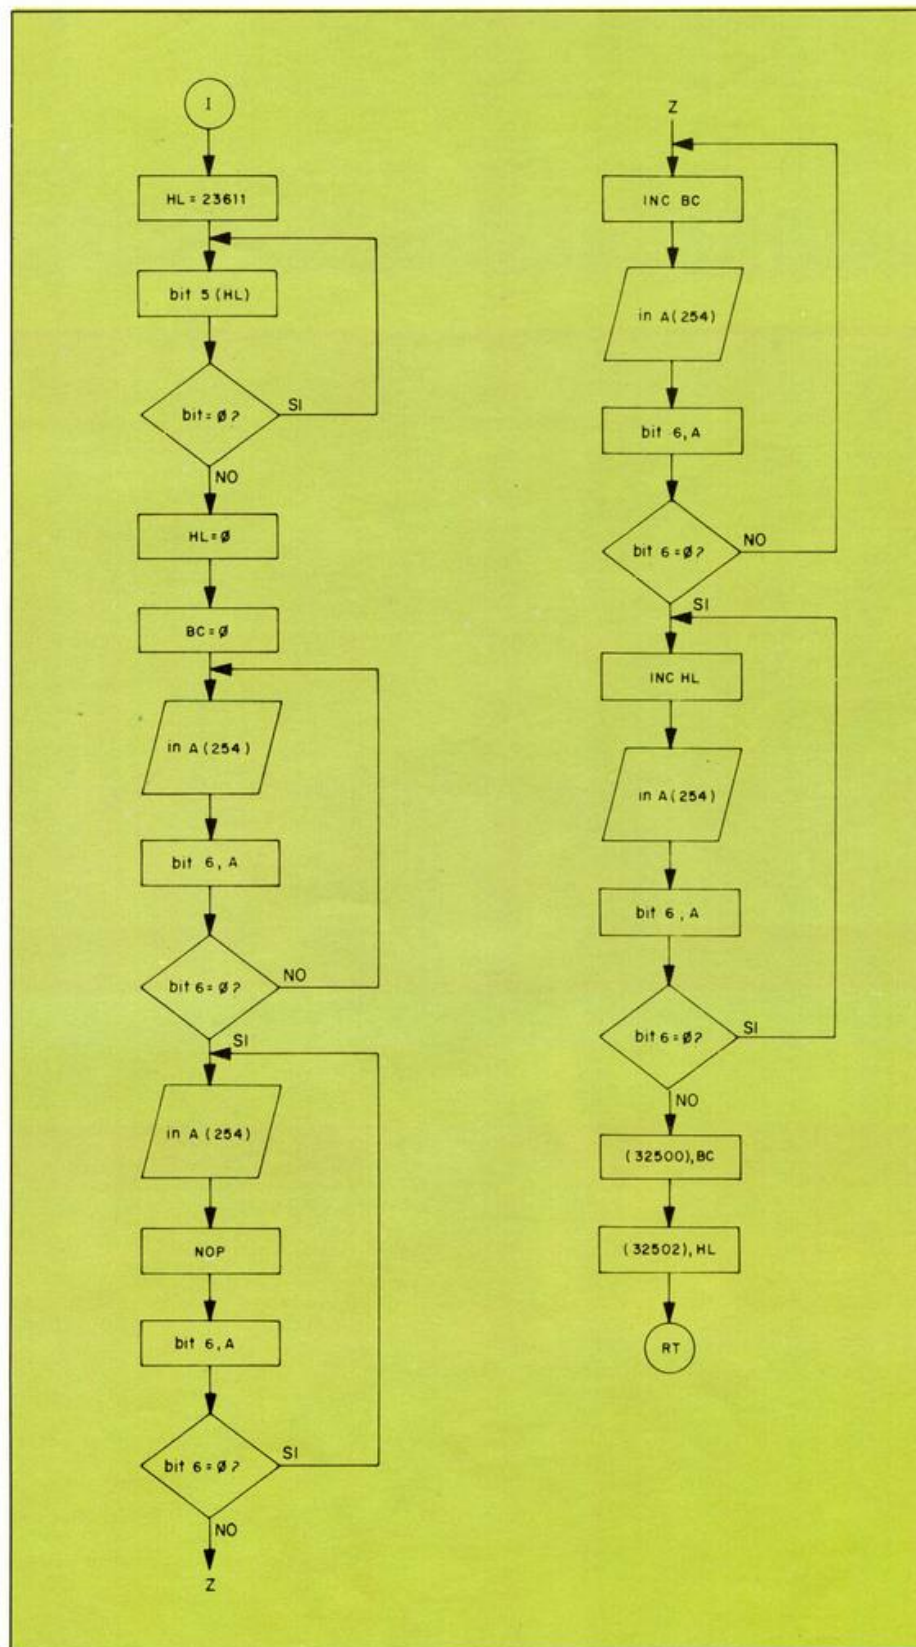 I
HL = 23611
bit 5 (HL)
bit = Ø ?
SI
NO
HL = Ø
BC = Ø
in A (254)
bit 6, A
bit 6 = Ø ?
NO
SI
in A (254)
NOP
bit 6, A
bit 6 = Ø ?
SI
NO
Z
Z
INC BC
in A (254)
bit 6, A
bit 6 = Ø ?
NO
SI
INC HL
in A (254)
bit 6, A
bit 6 = Ø ?
SI
NO
(32500), BC
(32502), HL
RT